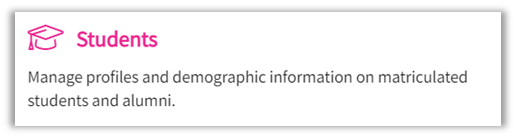 Students
Manage profiles and demographic information on matriculated
students and alumni.